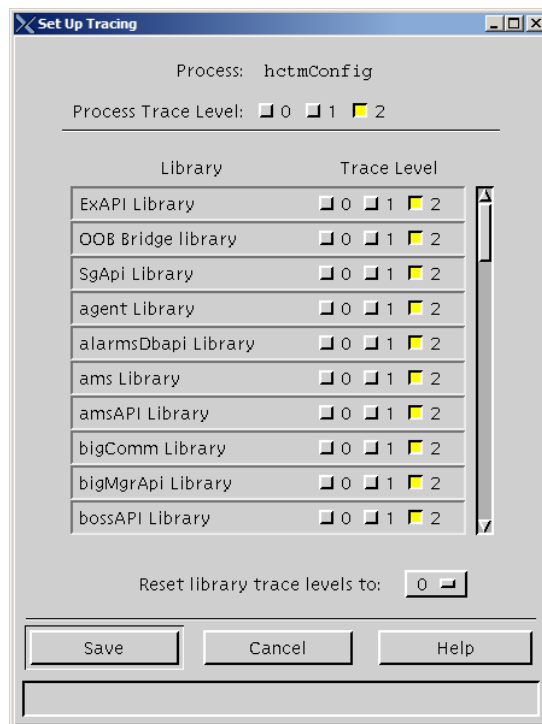 Set Up Tracing
Process: hctmConfig
Process Trace Level: 0 1 2
Library Trace Level
ExAPI Library 0 1 2
OOB Bridge library 0 1 2
SgApi Library 0 1 2
agent Library 0 1 2
alarmsDbapi Library 0 1 2
ams Library 0 1 2
amsAPI Library 0 1 2
bigComm Library 0 1 2
bigMgrApi Library 0 1 2
bossAPI Library 0 1 2
Reset library trace levels to: 0
Save Cancel Help